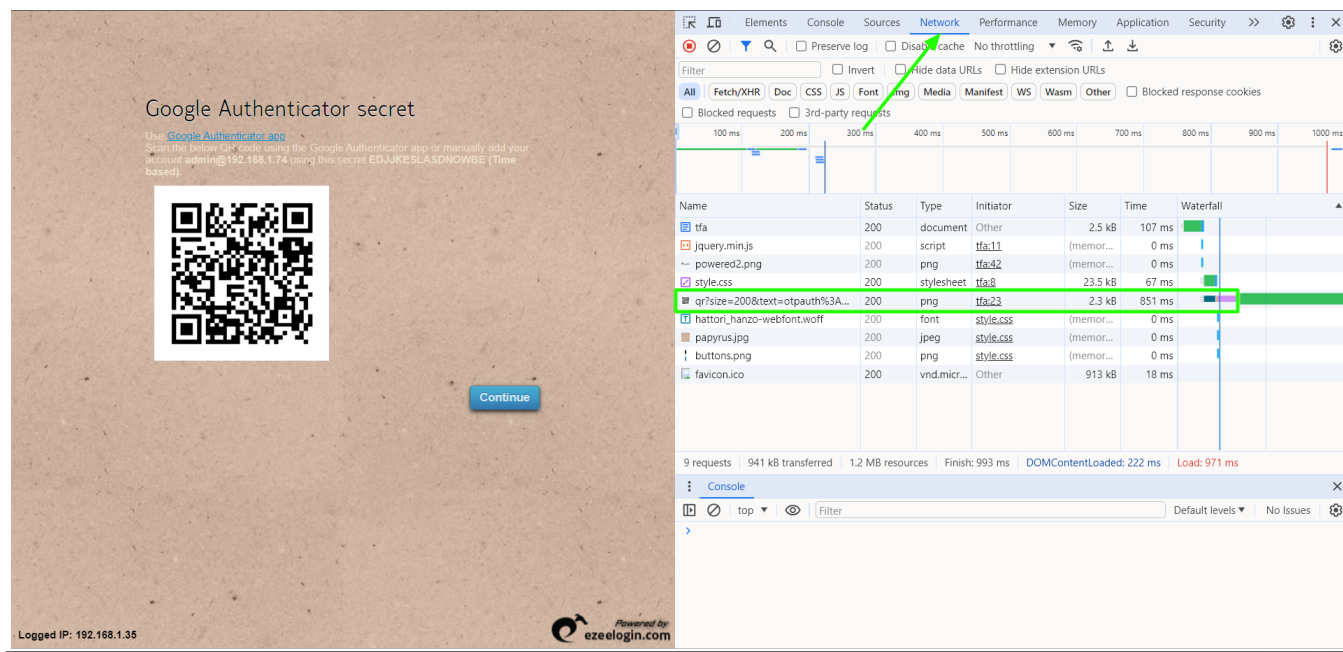 Google Authenticator secret
Use Google Authenticator app
Scan the below QR code using the Google Authenticator app or manually add your
account admin@192.168.1.74 using this secret EDJJKESLASDNOWBE (Time
based).
Continue
Logged IP: 192.168.1.35
Powered by
ezeelogin.com
Elements Console Sources Network Performance Memory Application Security
Preserve log Disable cache No throttling
Filter Invert Hide data URLs Hide extension URLs
All Fetch/XHR Doc CSS JS Font Img Media Manifest WS Wasm Other Blocked response cookies
Blocked requests 3rd-party requests
100 ms 200 ms 300 ms 400 ms 500 ms 600 ms 700 ms 800 ms 900 ms 1000 ms
Name Status Type Initiator Size Time Waterfall
tfa 200 document Other 2.5 kB 107 ms
jquery.min.js 200 script tfa:11 (memor... 0 ms
powered2.png 200 png tfa:42 (memor... 0 ms
style.css 200 stylesheet tfa:8 23.5 kB 67 ms
qr?size=200&text=otpauth%3A... 200 png tfa:23 2.3 kB 851 ms
hattori_hanzo-webfont.woff 200 font style.css (memor... 0 ms
papyrus.jpg 200 jpeg style.css (memor... 0 ms
buttons.png 200 png style.css (memor... 0 ms
favicon.ico 200 vnd.micr... Other 913 kB 18 ms
9 requests 941 kB transferred 1.2 MB resources Finish: 993 ms DOMContentLoaded: 222 ms Load: 971 ms
Console
top Filter Default levels No Issues